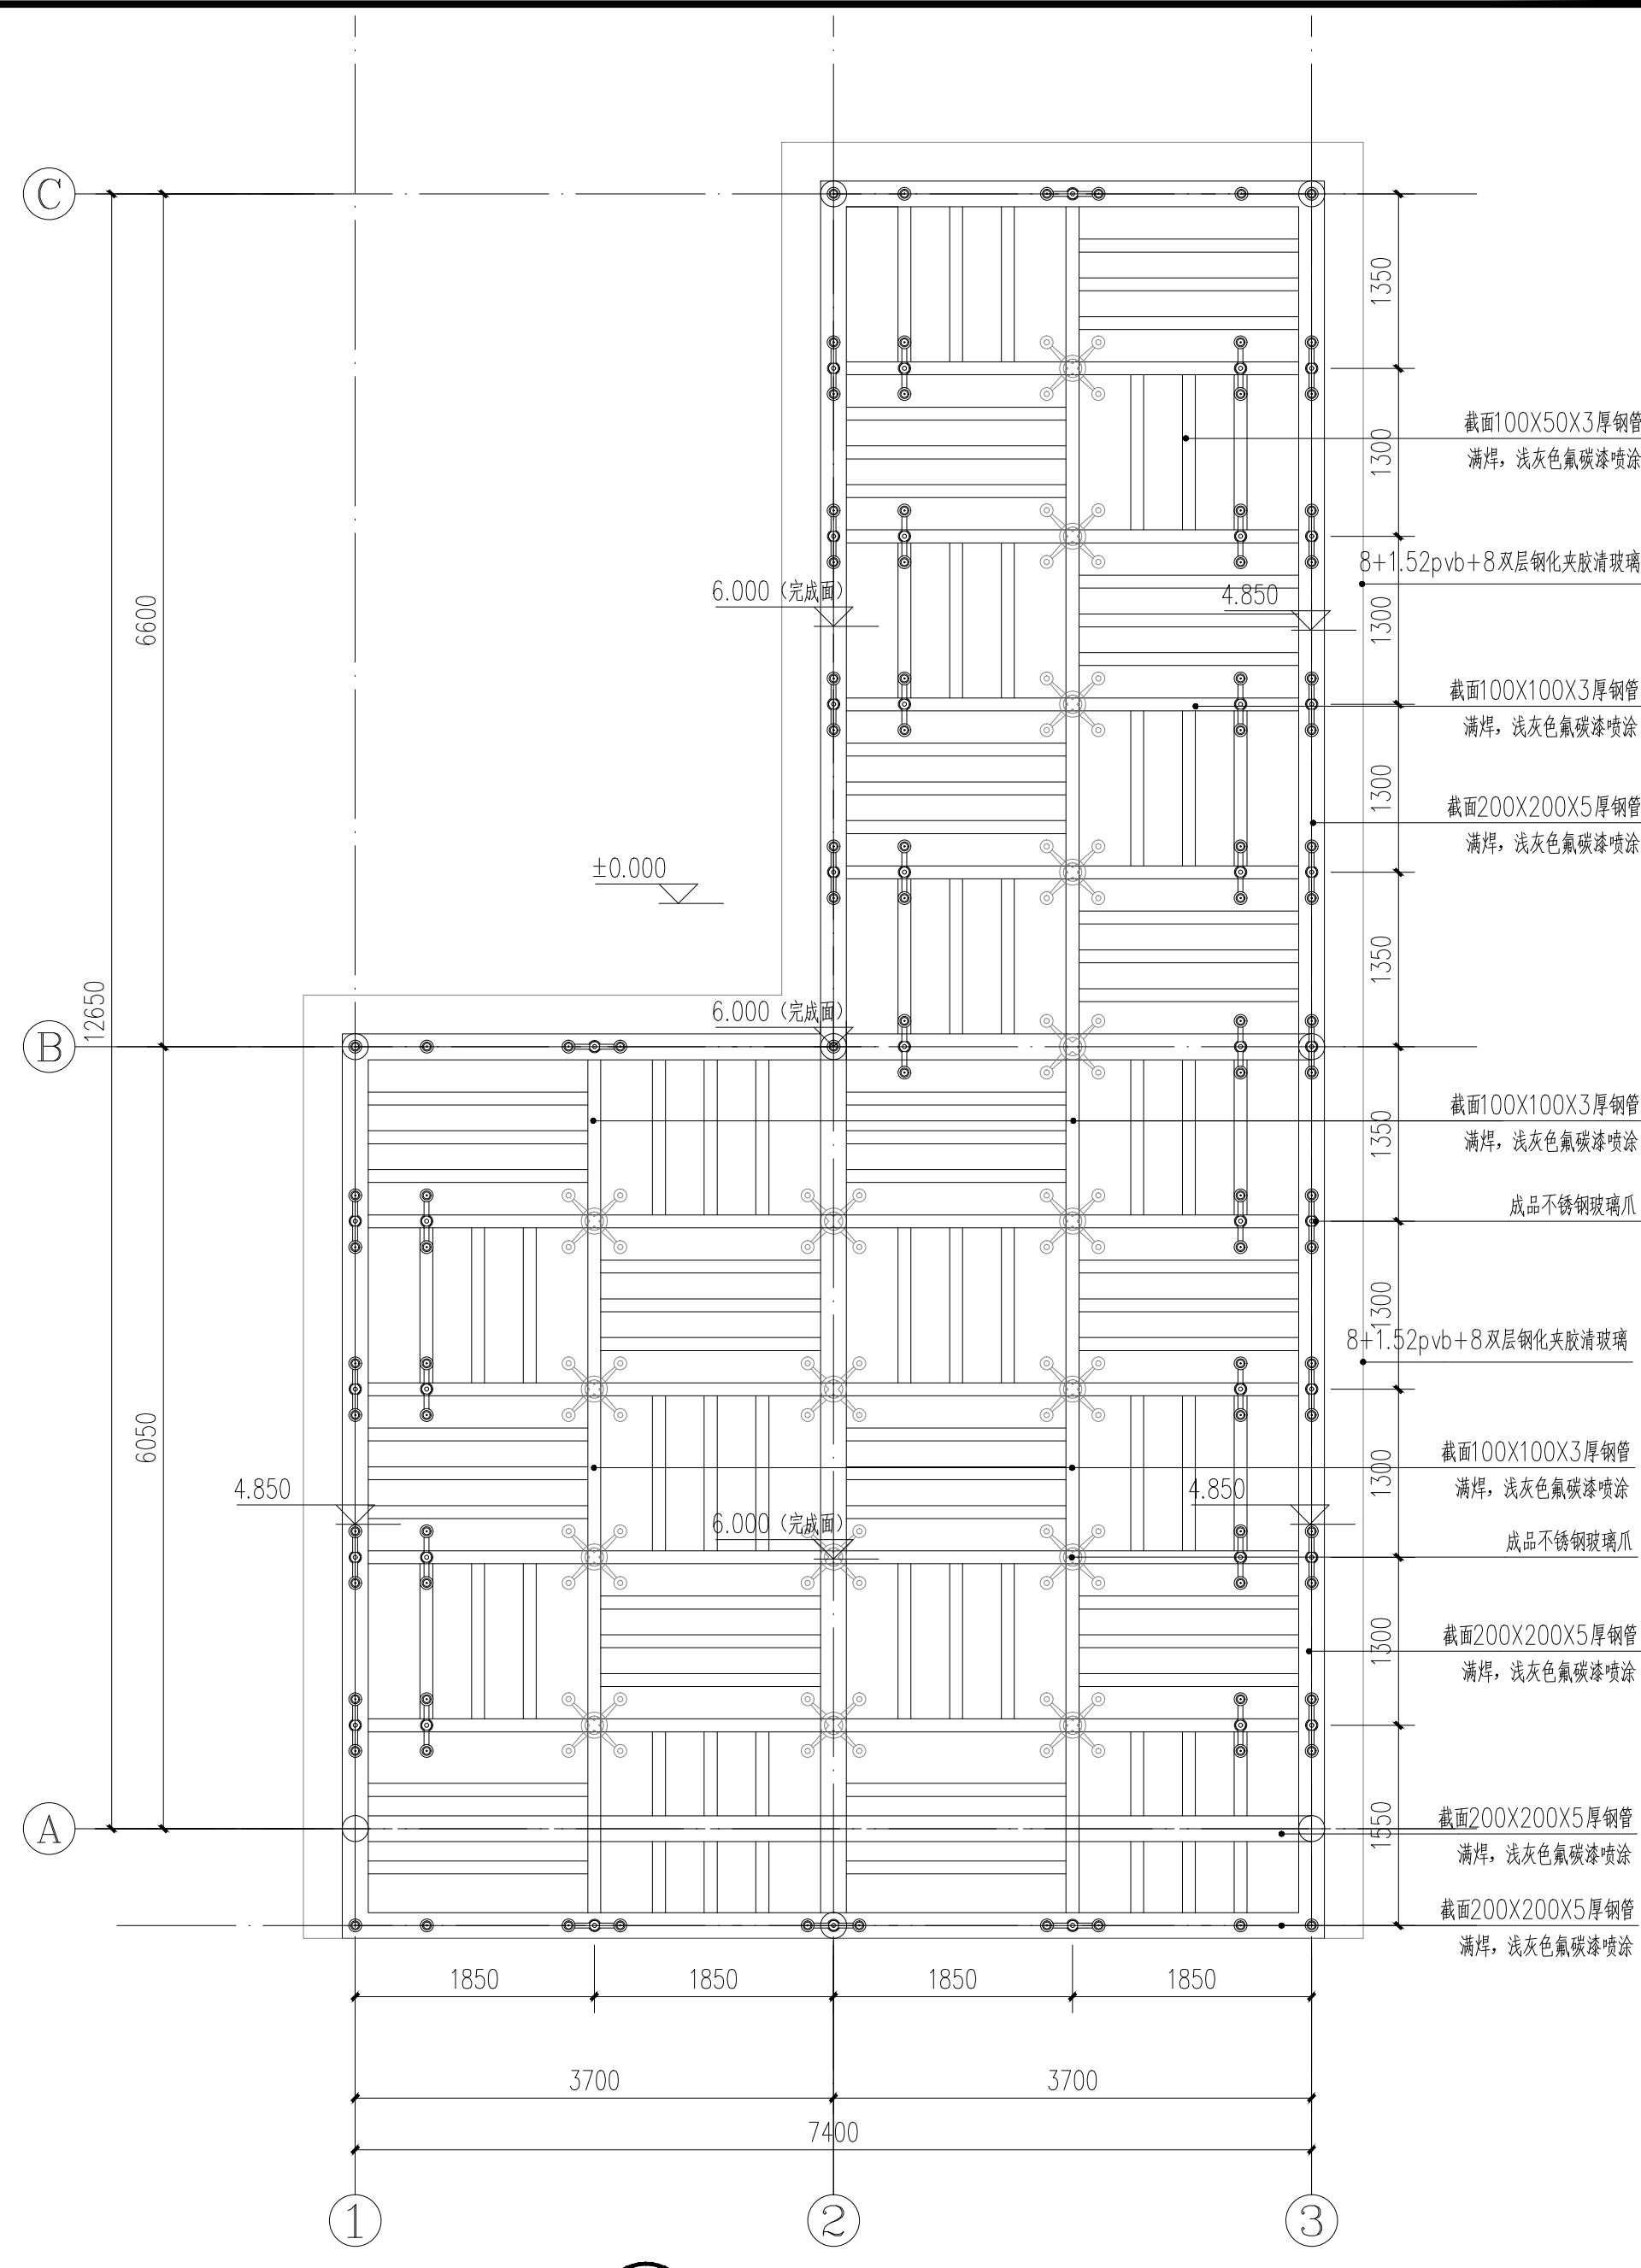 C
1350
截面100X50X3厚钢管
满焊，浅灰色氟碳漆喷涂
1300
8+1.52pvb+8双层钢化夹胶清玻璃
6.000（完成面）
4.850
6600
1300
截面100X100X3厚钢管
满焊，浅灰色氟碳漆喷涂
1300
截面200X200X5厚钢管
满焊，浅灰色氟碳漆喷涂
±0.000
1350
12650
6.000（完成面）
B
截面100X100X3厚钢管
满焊，浅灰色氟碳漆喷涂
1350
成品不锈钢玻璃爪
1300
8+1.52pvb+8双层钢化夹胶清玻璃
6050
截面100X100X3厚钢管
满焊，浅灰色氟碳漆喷涂
1300
4.850
4.850
6.000（完成面）
成品不锈钢玻璃爪
1300
截面200X200X5厚钢管
满焊，浅灰色氟碳漆喷涂
A
1550
截面200X200X5厚钢管
满焊，浅灰色氟碳漆喷涂
截面200X200X5厚钢管
满焊，浅灰色氟碳漆喷涂
1850 1850 1850 1850
3700 3700
7400
1 2 3